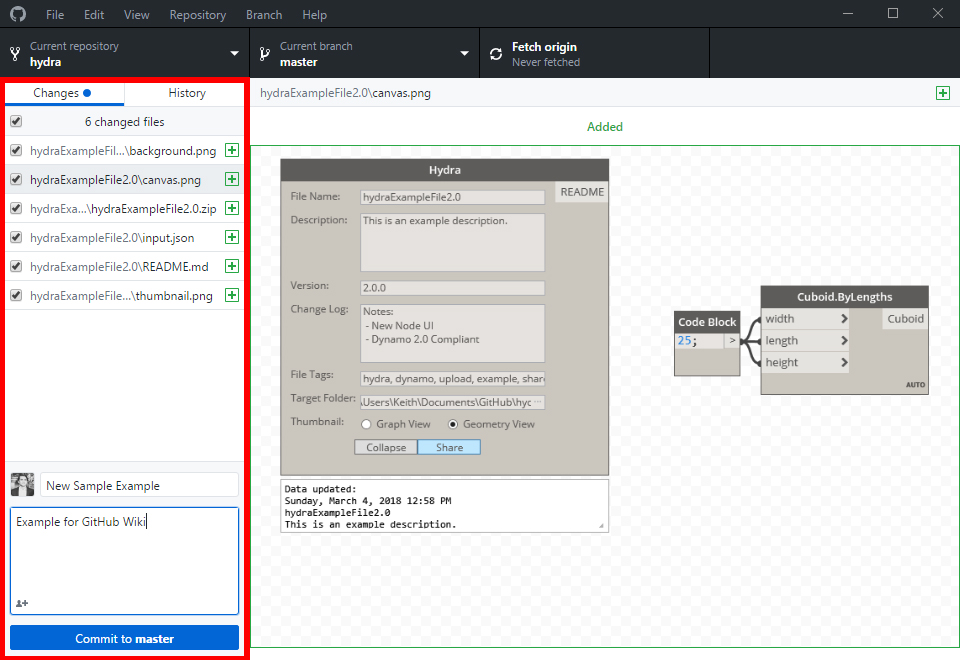 File Edit View Repository Branch Help
Current repository
hydra
Current branch
master
Fetch origin
Never fetched
Changes
History
6 changed files
hydraExampleFil...\background.png
hydraExampleFile2.0\canvas.png
hydraExa...\hydraExampleFile2.0.zip
hydraExampleFile2.0\input.json
hydraExampleFile2.0\README.md
hydraExampleFile...\thumbnail.png
New Sample Example
Example for GitHub Wiki
Commit to master
hydraExampleFile2.0\canvas.png
Added
Hydra
README
File Name: hydraExampleFile2.0
Description: This is an example description.
Version: 2.0.0
Change Log: Notes:
- New Node UI
- Dynamo 2.0 Compliant
File Tags: hydra, dynamo, upload, example, share
Target Folder: \Users\Keith\Documents\GitHub\hyc ...
Thumbnail: Graph View Geometry View
Collapse Share
Data updated:
Sunday, March 4, 2018 12:58 PM
hydraExampleFile2.0
This is an example description.
Code Block
25; >
Cuboid.ByLengths
width > Cuboid
length >
height >
AUTO